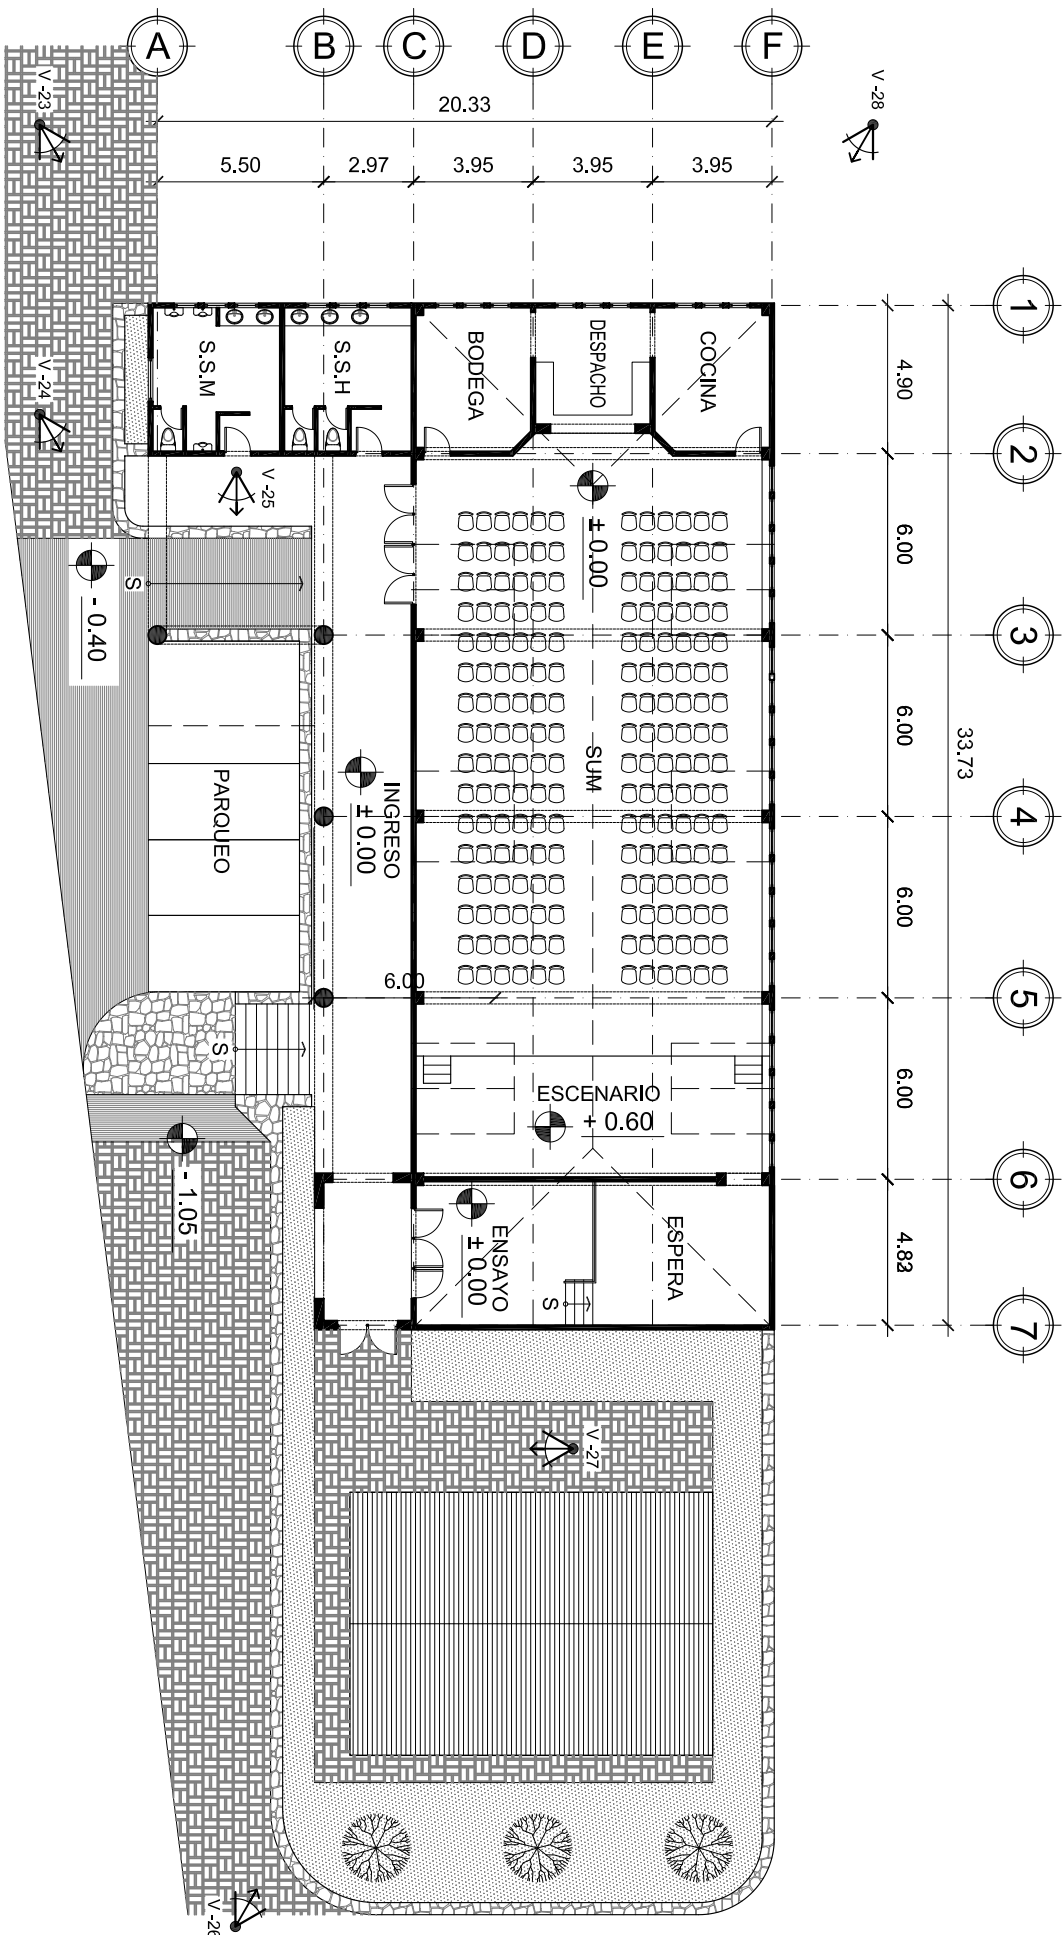 A
B
C
D
E
F
V -23
V -28
20.33
5.50
2.97
3.95
3.95
3.95
1
2
3
4
5
6
7
4.90
6.00
6.00
6.00
6.00
33.73
V -24
S.S.M
S.S.H
BODEGA
DESPACHO
COCINA
V -25
± 0.00
S
- 0.40
PARQUEO
INGRESO
± 0.00
SUM
6.00
S
ESCENARIO
+ 0.60
- 1.05
ENSAYO
± 0.00
ESPERA
S
V -27
V -26